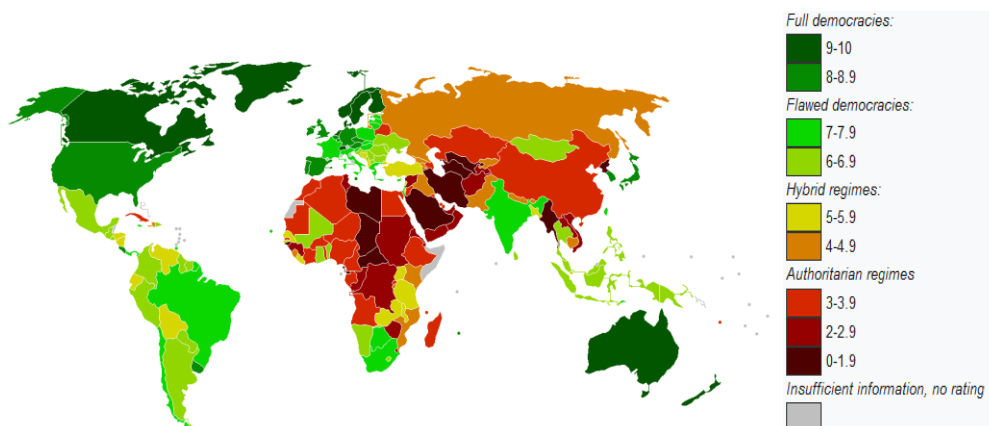 Full democracies:
9-10
8-8.9
Flawed democracies:
7-7.9
6-6.9
Hybrid regimes:
5-5.9
4-4.9
Authoritarian regimes
3-3.9
2-2.9
0-1.9
Insufficient information, no rating